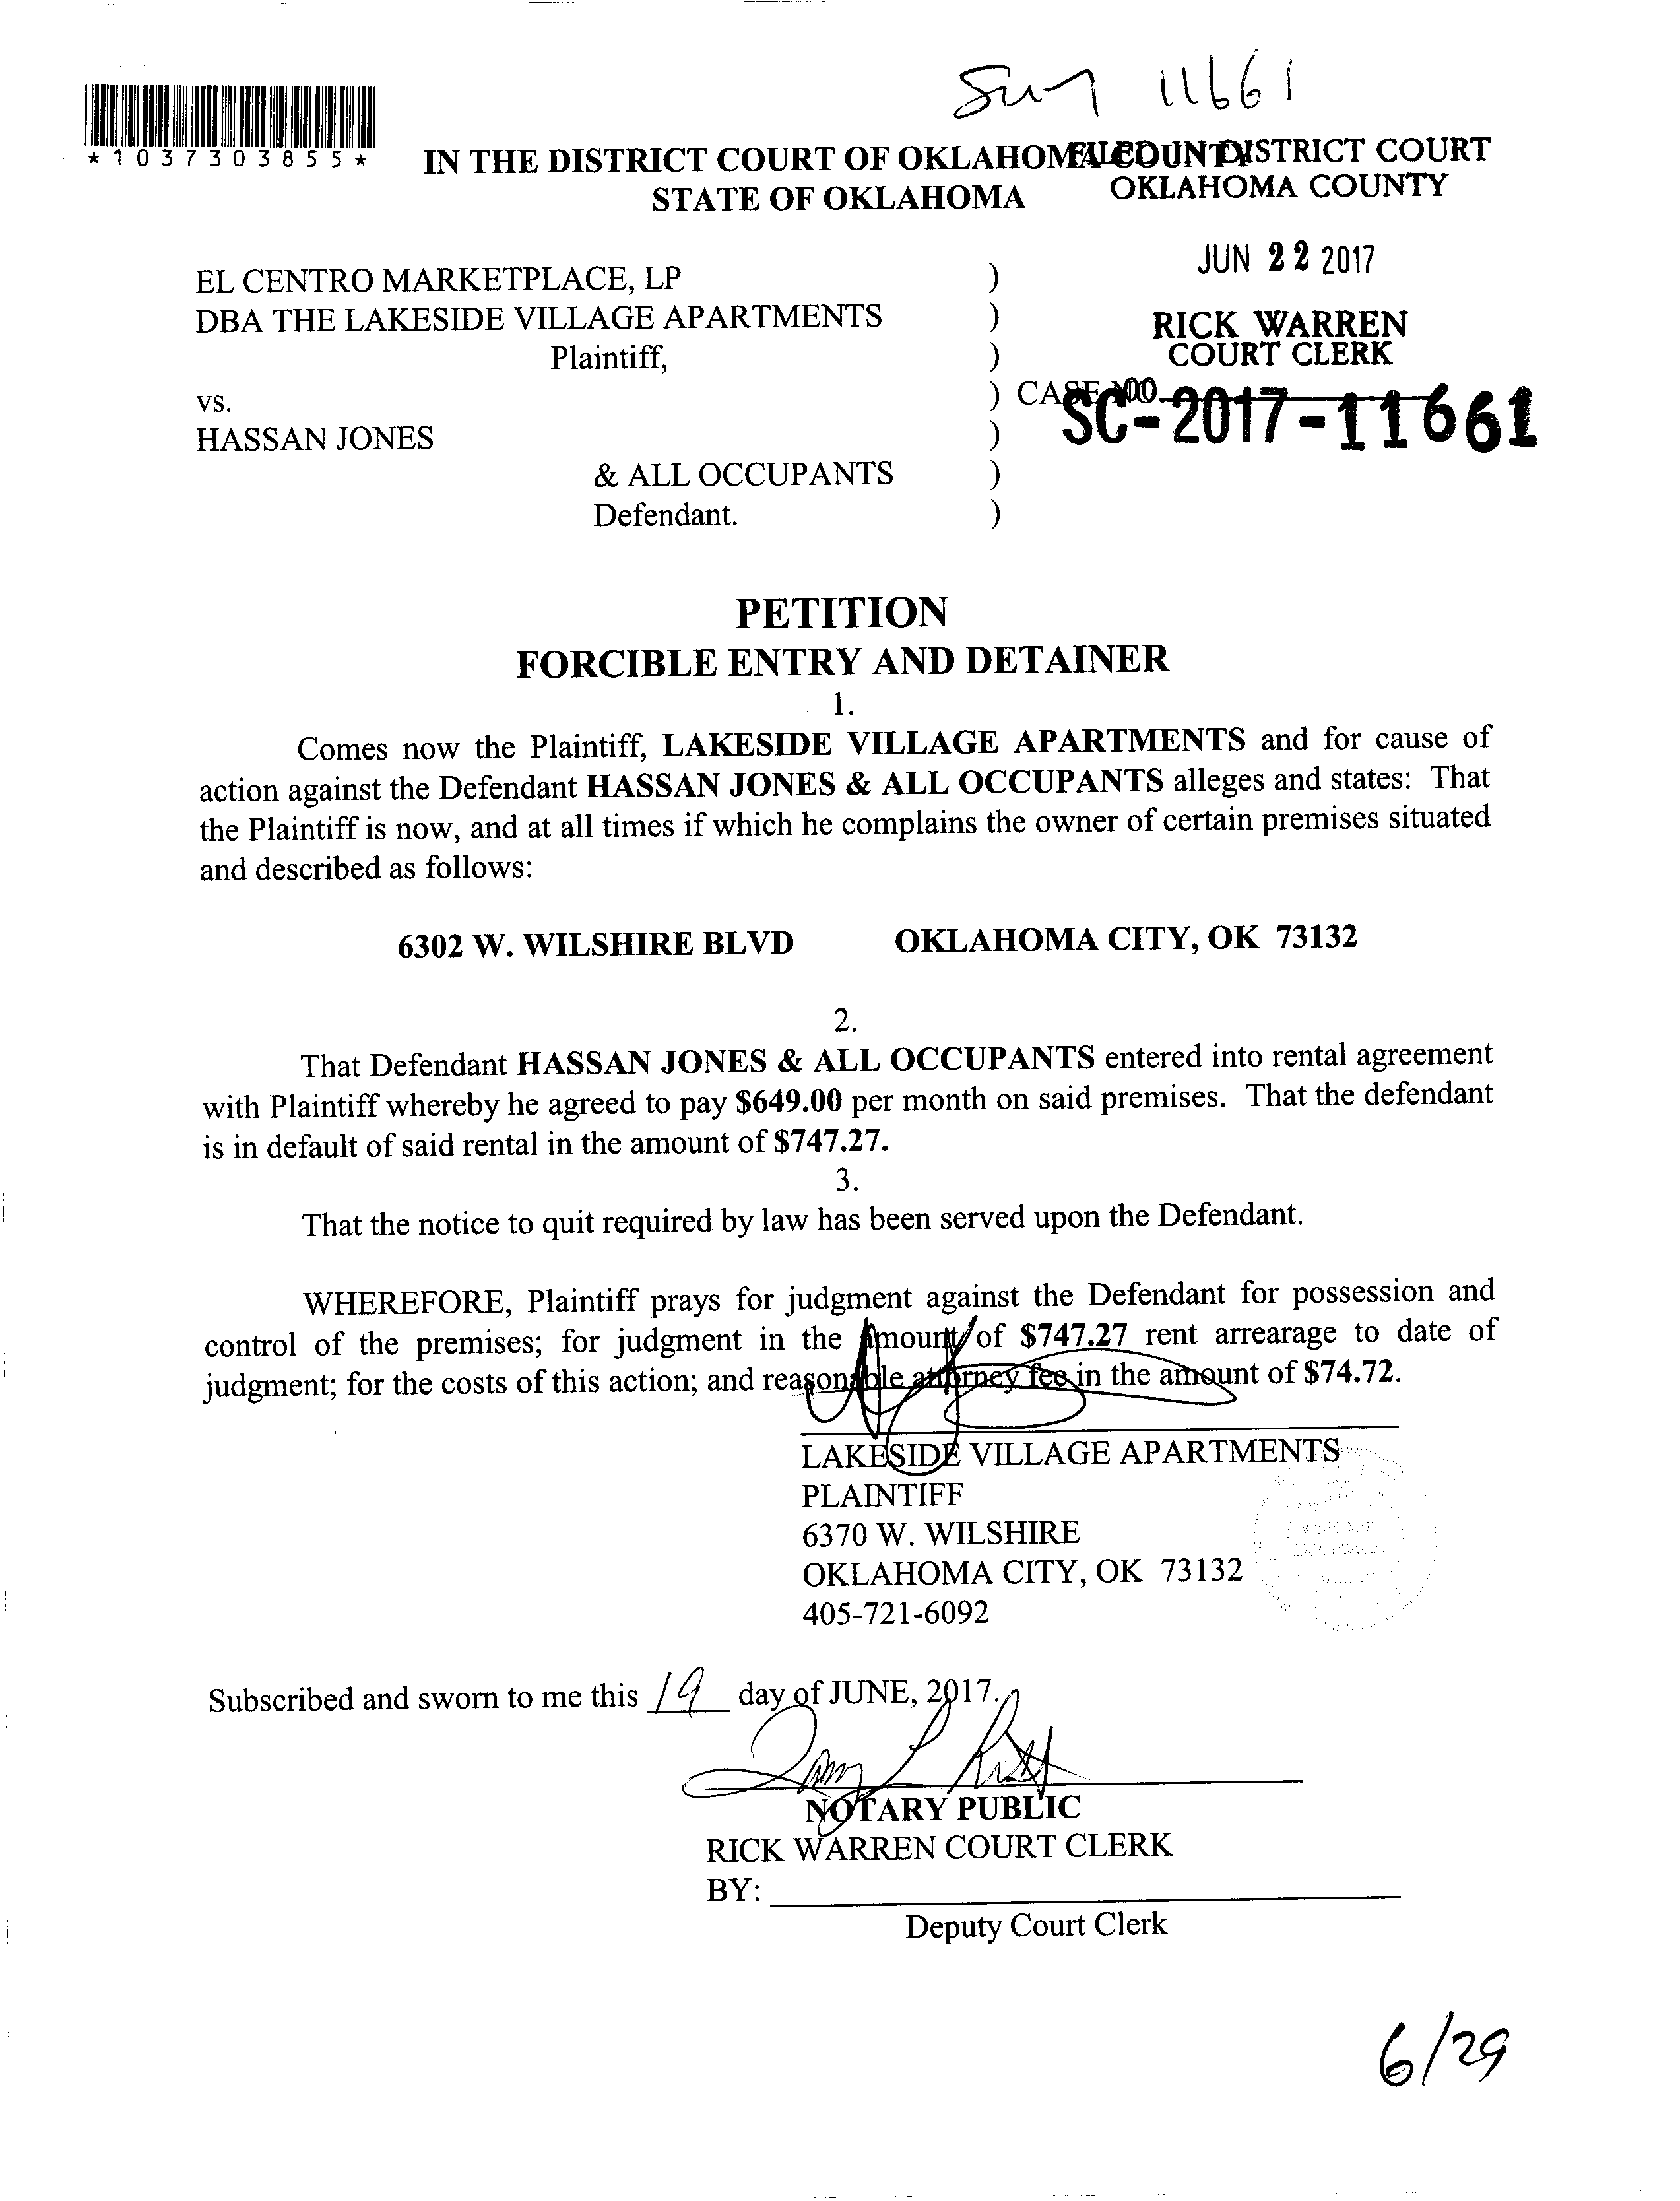 Sum 11661
*1037303855*
IN THE DISTRICT COURT OF OKLAHOMA COUNTY
STATE OF OKLAHOMA
FILED IN DISTRICT COURT
OKLAHOMA COUNTY
JUN 22 2017
RICK WARREN
COURT CLERK
EL CENTRO MARKETPLACE, LP )
DBA THE LAKESIDE VILLAGE APARTMENTS )
Plaintiff, )
vs. ) CASE NO.
SC-2017-11661
HASSAN JONES )
& ALL OCCUPANTS )
Defendant. )
PETITION
FORCIBLE ENTRY AND DETAINER
1.
Comes now the Plaintiff, LAKESIDE VILLAGE APARTMENTS and for cause of
action against the Defendant HASSAN JONES & ALL OCCUPANTS alleges and states: That
the Plaintiff is now, and at all times if which he complains the owner of certain premises situated
and described as follows:
6302 W. WILSHIRE BLVD OKLAHOMA CITY, OK 73132
2.
That Defendant HASSAN JONES & ALL OCCUPANTS entered into rental agreement
with Plaintiff whereby he agreed to pay $649.00 per month on said premises. That the defendant
is in default of said rental in the amount of $747.27.
3.
That the notice to quit required by law has been served upon the Defendant.
WHEREFORE, Plaintiff prays for judgment against the Defendant for possession and
control of the premises; for judgment in the amount of $747.27 rent arrearage to date of
judgment; for the costs of this action; and reasonable attorney fee in the amount of $74.72.
LAKESIDE VILLAGE APARTMENTS
PLAINTIFF
6370 W. WILSHIRE
OKLAHOMA CITY, OK 73132
405-721-6092
Subscribed and sworn to me this 19 day of JUNE, 2017.
NOTARY PUBLIC
RICK WARREN COURT CLERK
BY:
Deputy Court Clerk
6/29